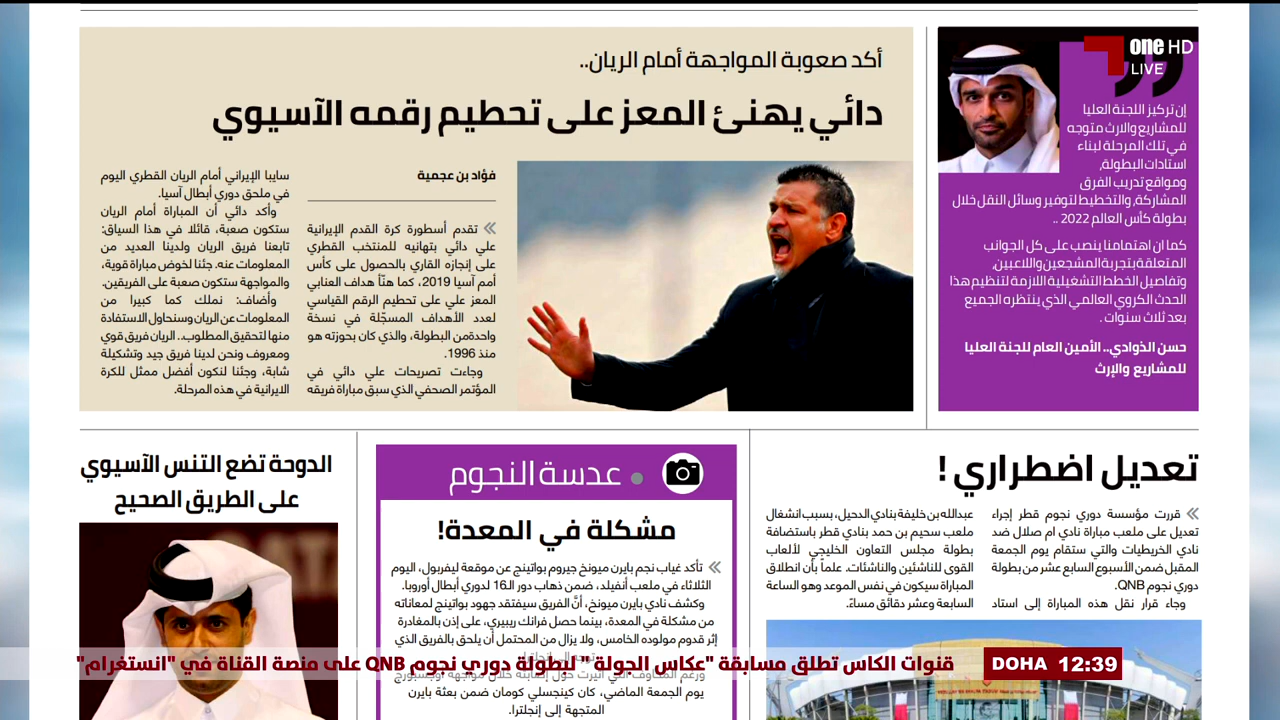 one HD
LIVE
إن تركيز اللجنة العليا
للمشاريع والارث متوجه
في تلك المرحلة لبناء
استادات البطولة،
ومواقع تدريب الفرق
المشاركة، والتخطيط لتوفير وسائل النقل خلال
بطولة كأس العالم 2022 ..
كما ان اهتمامنا ينصب على كل الجوانب
المتعلقة بتجربة المشجعين واللاعبين،
وتفاصيل الخطط التشغيلية اللازمة لتنظيم هذا
الحدث الكروي العالمي الذي ينتظره الجميع
بعد ثلاث سنوات .
حسن الذوادي.. الأمين العام للجنة العليا
للمشاريع والإرث
أكد صعوبة المواجهة أمام الريان..
دائي يهنئ المعز على تحطيم رقمه الآسيوي
فؤاد بن عجمية
تقدم أسطورة كرة القدم الإيرانية
علي دائي بتهانيه للمنتخب القطري
على إنجازه القاري بالحصول على كأس
أمم آسيا 2019، كما هنّأ هداف العنابي
المعز علي على تحطيم الرقم القياسي
لعدد الأهداف المسجّلة في نسخة
واحدةمن البطولة، والذي كان بحوزته هو
منذ 1996.
وجاءت تصريحات علي دائي في
المؤتمر الصحفي الذي سبق مباراة فريقه
سايبا الإيراني أمام الريان القطري اليوم
في ملحق دوري أبطال آسيا.
وأكد دائي أن المباراة أمام الريان
ستكون صعبة، قائلا في هذا السياق:
تابعنا فريق الريان ولدينا العديد من
المعلومات عنه. جئنا لخوض مباراة قوية،
والمواجهة ستكون صعبة على الفريقين.
وأضاف: نملك كما كبيرا من
المعلومات عن الريان وسنحاول الاستفادة
منها لتحقيق المطلوب.. الريان فريق قوي
ومعروف ونحن لدينا فريق جيد وتشكيلة
شابة، وجئنا لنكون أفضل ممثل للكرة
الايرانية في هذه المرحلة.
تعديل اضطراري !
قررت مؤسسة دوري نجوم قطر إجراء
تعديل على ملعب مباراة نادي ام صلال ضد
نادي الخريطيات والتي ستقام يوم الجمعة
المقبل ضمن الأسبوع السابع عشر من بطولة
دوري نجوم QNB.
وجاء قرار نقل هذه المباراة إلى استاد
عبدالله بن خليفة بنادي الدحيل، بسبب انشغال
ملعب سحيم بن حمد بنادي قطر باستضافة
بطولة مجلس التعاون الخليجي لألعاب
القوى للناشئين والناشئات. علماً بأن انطلاق
المباراة سيكون في نفس الموعد وهو الساعة
السابعة وعشر دقائق مساءً.
عدسة النجوم
مشكلة في المعدة!
تأكد غياب نجم بايرن ميونخ جيروم بواتينج عن موقعة ليفربول، اليوم
الثلاثاء في ملعب أنفيلد، ضمن ذهاب دور الـ16 لدوري أبطال أوروبا.
وكشف نادي بايرن ميونخ، أنّ الفريق سيفتقد جهود بواتينج لمعاناته
من مشكلة في المعدة، بينما حصل فرانك ريبيري، على إذن بالمغادرة
إثر قدوم مولوده الخامس، ولا يزال من المحتمل أن يلحق بالفريق الذي
يوم الجمعة الماضي، كان كينجسلي كومان ضمن بعثة بايرن
المتجهة إلى إنجلترا.
الدوحة تضع التنس الآسيوي
على الطريق الصحيح
DOHA 12:39
قنوات الكاس تطلق مسابقة "عكاس الجولة " لبطولة دوري نجوم QNB على منصة القناة في "انستغرام"